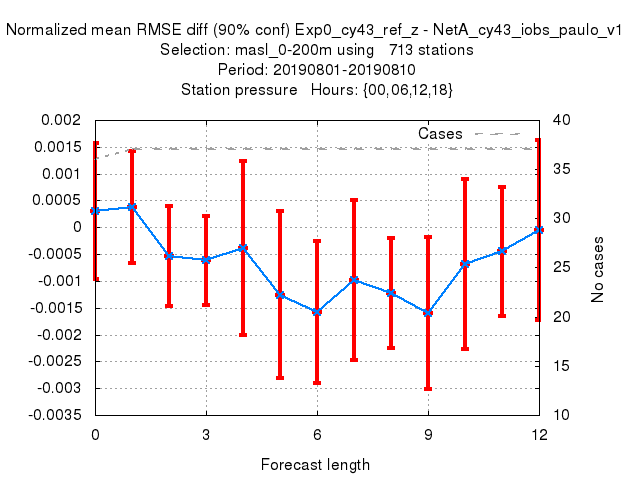 Normalized mean RMSE diff (90% conf) Exp0_cy43_ref_z - NetA_cy43_iobs_paulo_v1
Selection: masl_0-200m using   713 stations
Period: 20190801-20190810
Station pressure   Hours: {00,06,12,18}
0.002
0.0015
0.001
0.0005
0
-0.0005
-0.001
-0.0015
-0.002
-0.0025
-0.003
-0.0035
Cases
40
35
30
25
20
15
10
No cases
0 3 6 9 12
Forecast length